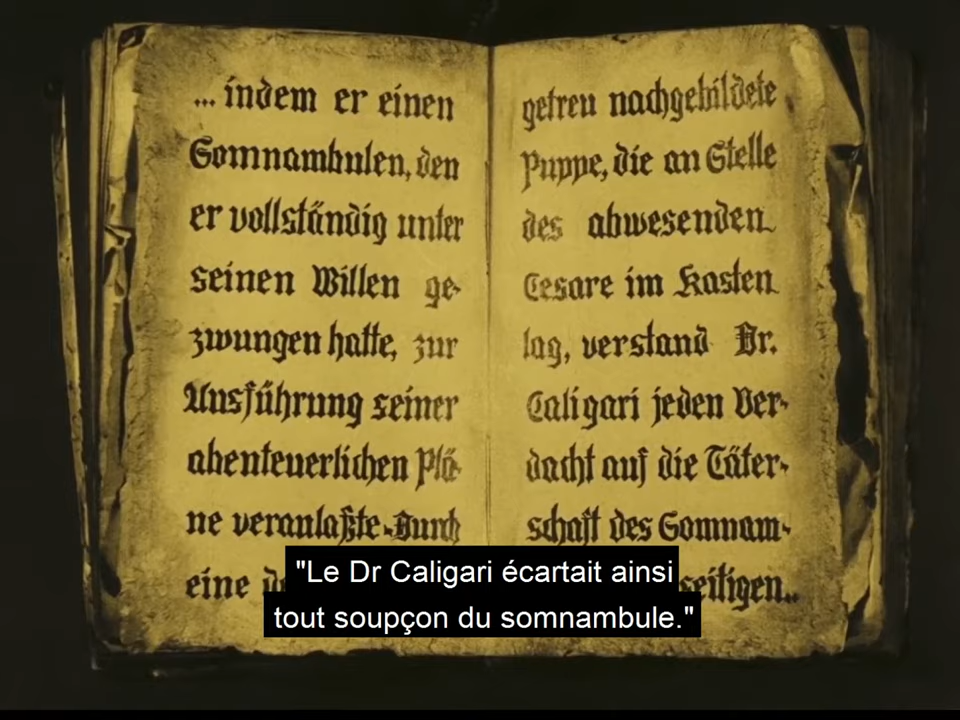 ... indem er einen
Somnambulen, den
er vollständig unter
seinen Willen ge-
zwungen hatte, zur
Ausführung seiner
abenteuerlichen Plä-
ne veranlaßte. Durch
eine
getreu nachgebildete
Puppe, die an Stelle
des abwesenden
Cesare im Kasten
lag, verstand Dr.
Caligari jeden Ver-
dacht auf die Täter-
schaft des Somnam-
seitigen..
"Le Dr Caligari écartait ainsi
tout soupçon du somnambule."